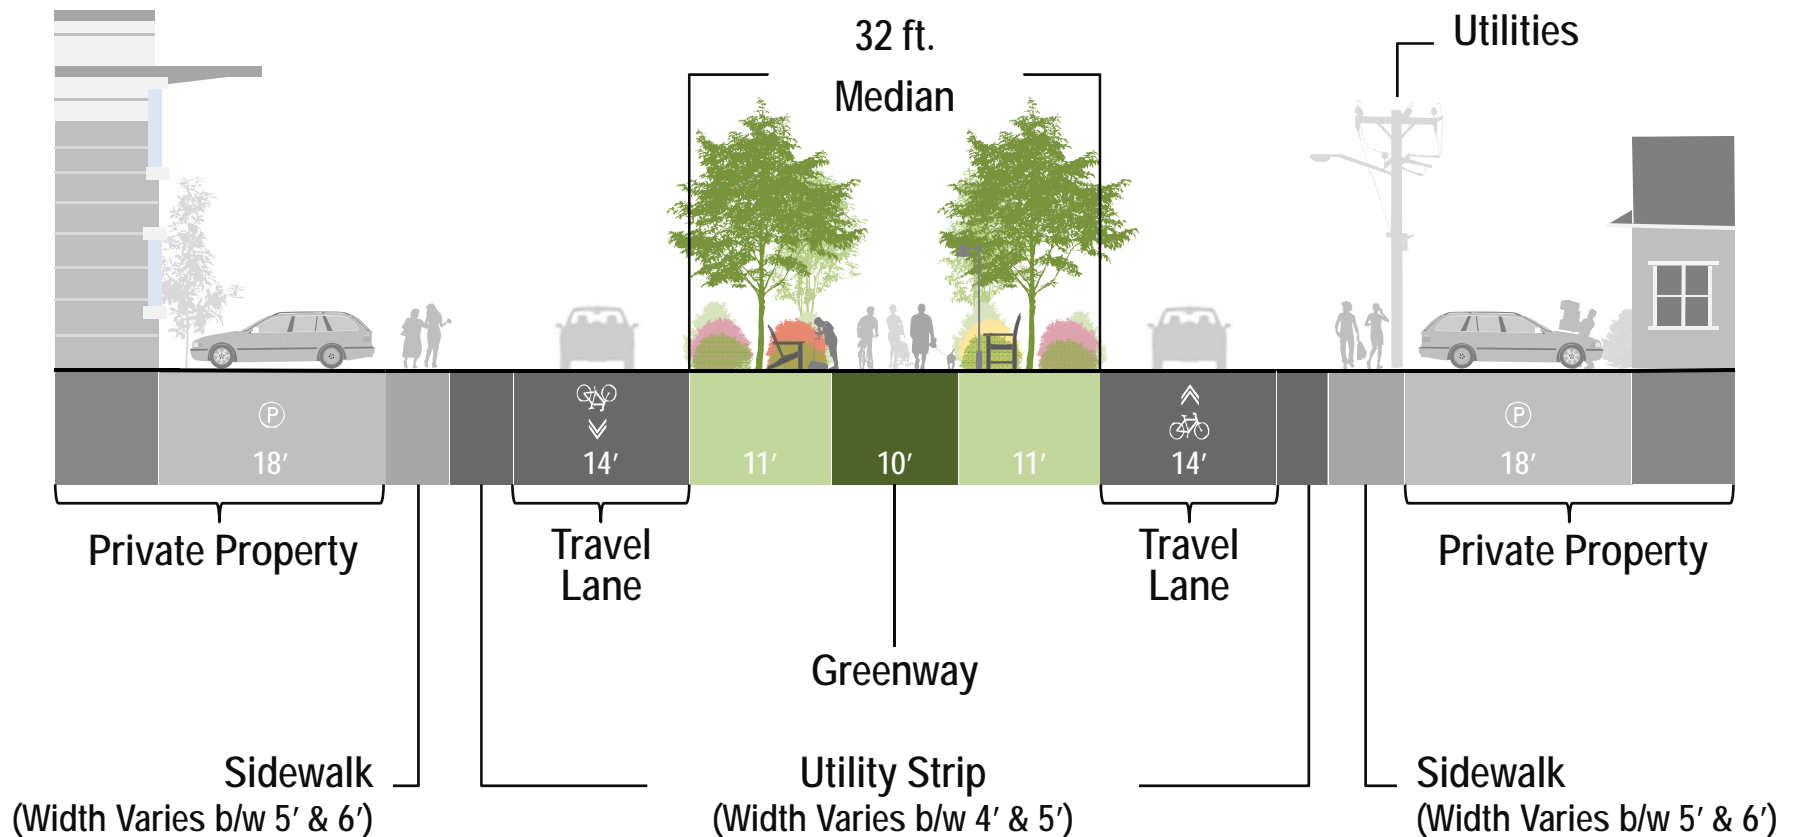 32 ft.
Median
Utilities
P
18′
14′
11′
10′
11′
14′
P
18′
Private Property
Travel
Lane
Travel
Lane
Private Property
Greenway
Sidewalk
(Width Varies b/w 5′ & 6′)
Utility Strip
(Width Varies b/w 4′ & 5′)
Sidewalk
(Width Varies b/w 5′ & 6′)